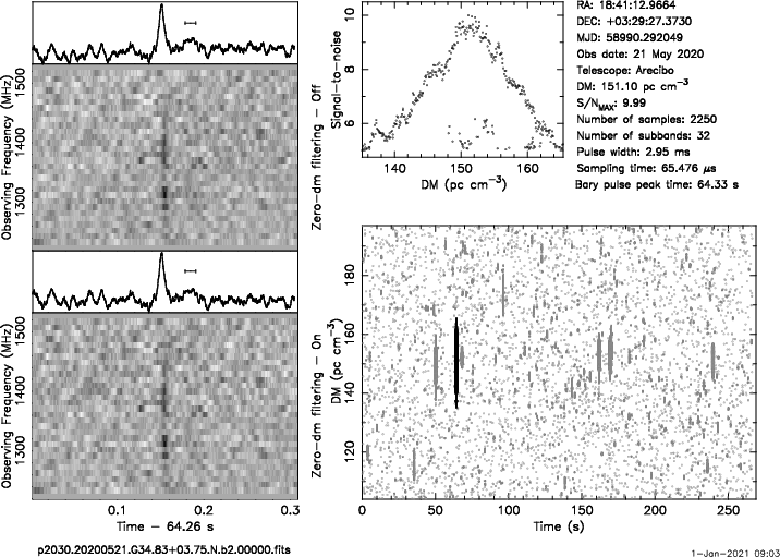 Observing Frequency (MHz)
1500
1400
1300
Zero-dm filtering - Off
Observing Frequency (MHz)
1500
1400
1300
Zero-dm filtering - On
0.1 0.2 0.3
Time - 64.26 s
p2030.20200521.G34.83+03.75.N.b2.00000.fits
Signal-to-noise
10
8
6
140 150 160
DM (pc cm-3)
RA: 18:41:12.9664
DEC: +03:29:27.3730
MJD: 58990.292049
Obs date: 21 May 2020
Telescope: Arecibo
DM: 151.10 pc cm-3
S/NMAX: 9.99
Number of samples: 2250
Number of subbands: 32
Pulse width: 2.95 ms
Sampling time: 65.476 μs
Bary pulse peak time: 64.33 s
DM (pc cm-3)
180
160
140
120
0 50 100 150 200 250
Time (s)
1-Jan-2021 09:03